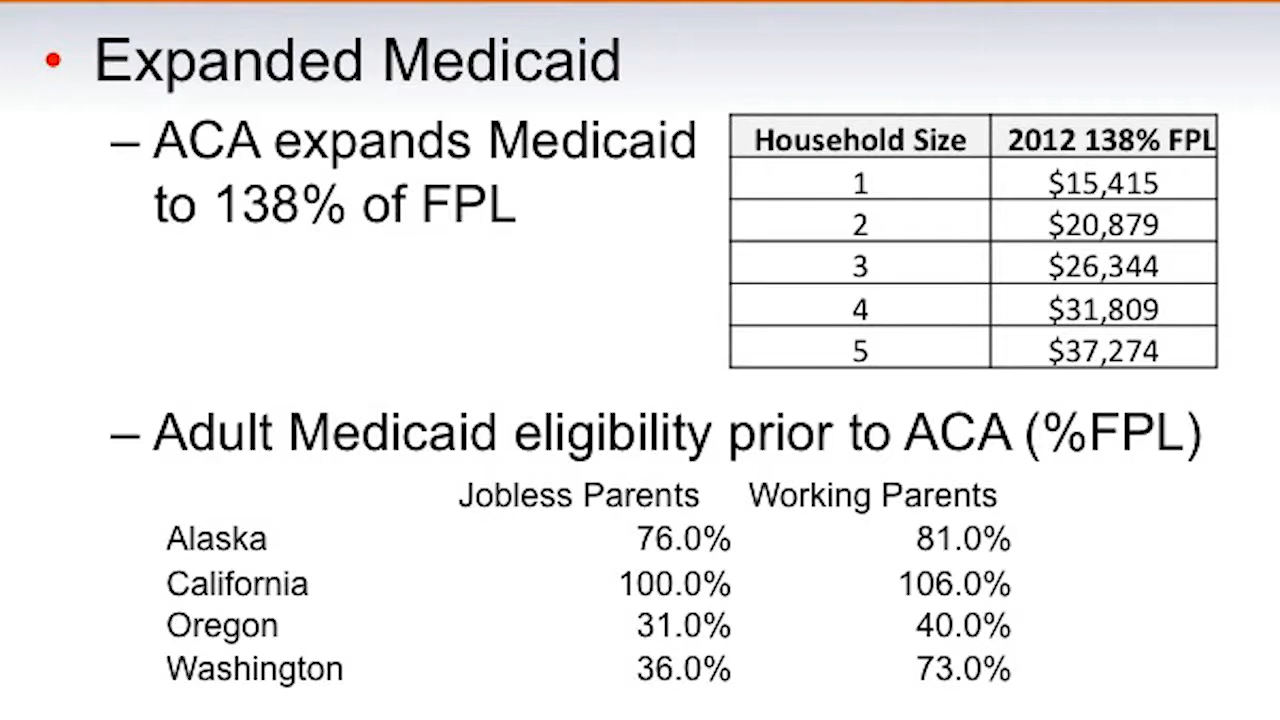 • Expanded Medicaid
– ACA expands Medicaid
to 138% of FPL
Household Size 2012 138% FPL
1 $15,415
2 $20,879
3 $26,344
4 $31,809
5 $37,274
– Adult Medicaid eligibility prior to ACA (%FPL)
Jobless Parents Working Parents
Alaska 76.0% 81.0%
California 100.0% 106.0%
Oregon 31.0% 40.0%
Washington 36.0% 73.0%